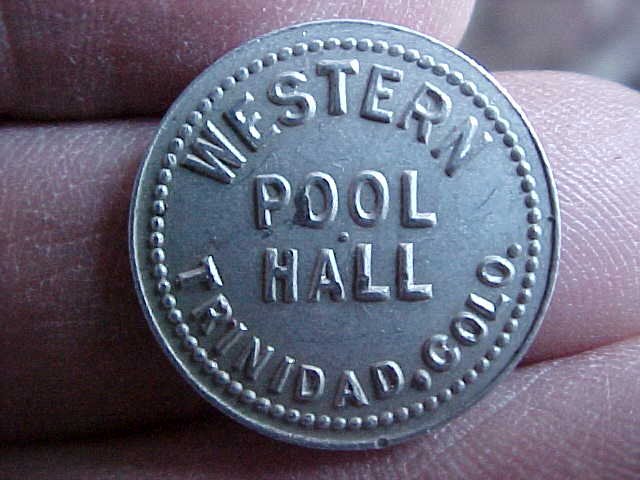 WESTERN
POOL
HALL
TRINIDAD, COLO.